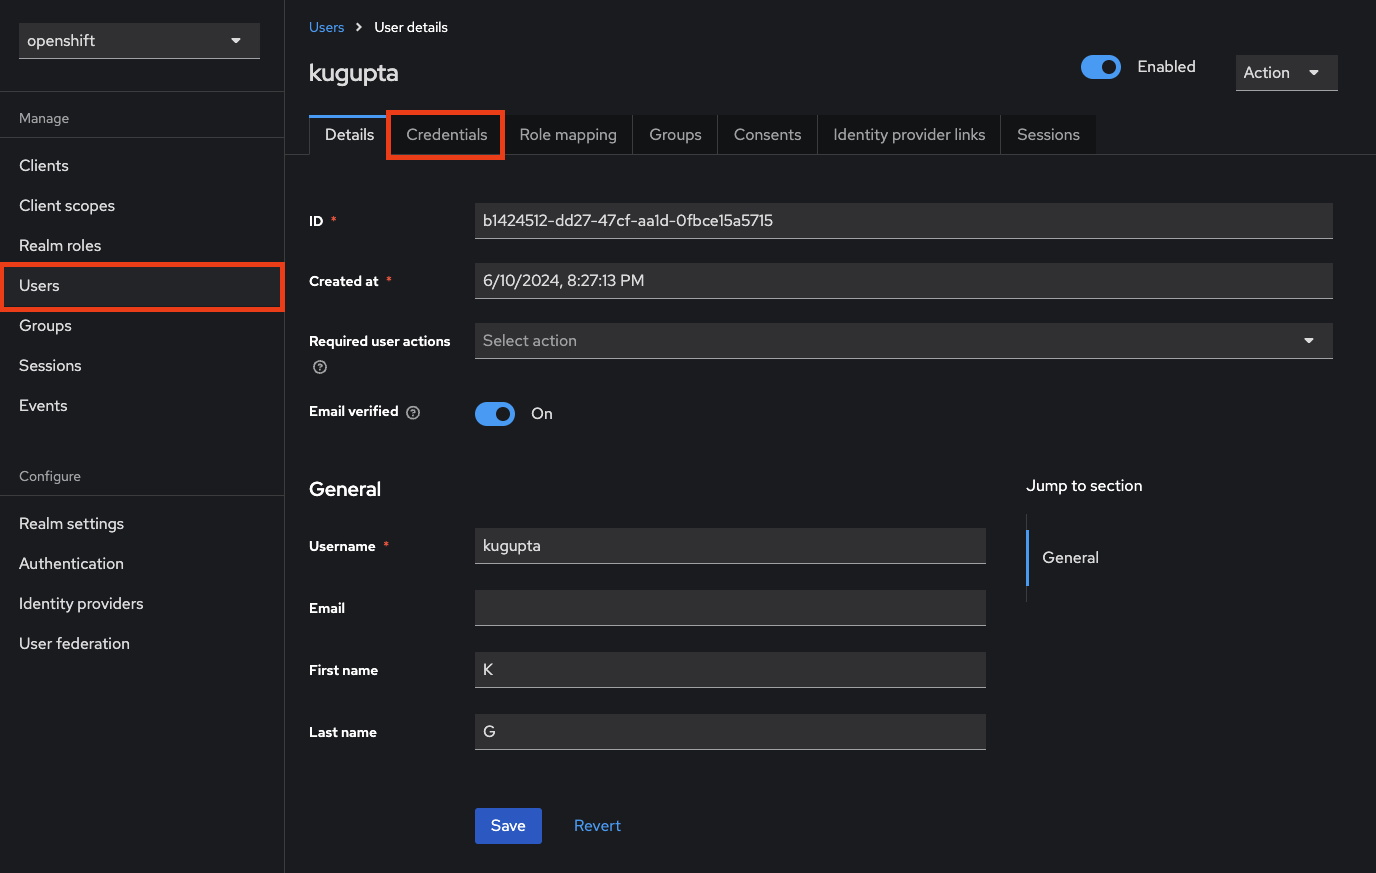 openshift
Manage
Clients
Client scopes
Realm roles
Users
Groups
Sessions
Events
Configure
Realm settings
Authentication
Identity providers
User federation
Users > User details
kugupta
Enabled
Action
Details Credentials Role mapping Groups Consents Identity provider links Sessions
ID * b1424512-dd27-47cf-aa1d-0fbce15a5715
Created at * 6/10/2024, 8:27:13 PM
Required user actions Select action
Email verified On
General
Username * kugupta
Email
First name K
Last name G
Save Revert
Jump to section
General